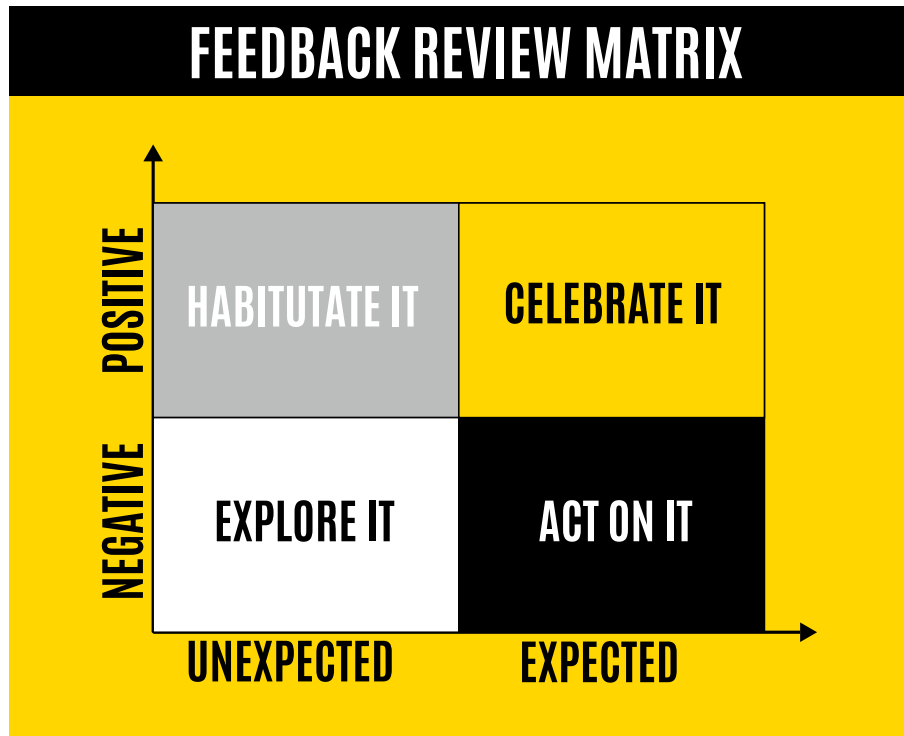 FEEDBACK REVIEW MATRIX
POSITIVE
HABITUTATE IT
CELEBRATE IT
NEGATIVE
EXPLORE IT
ACT ON IT
UNEXPECTED
EXPECTED